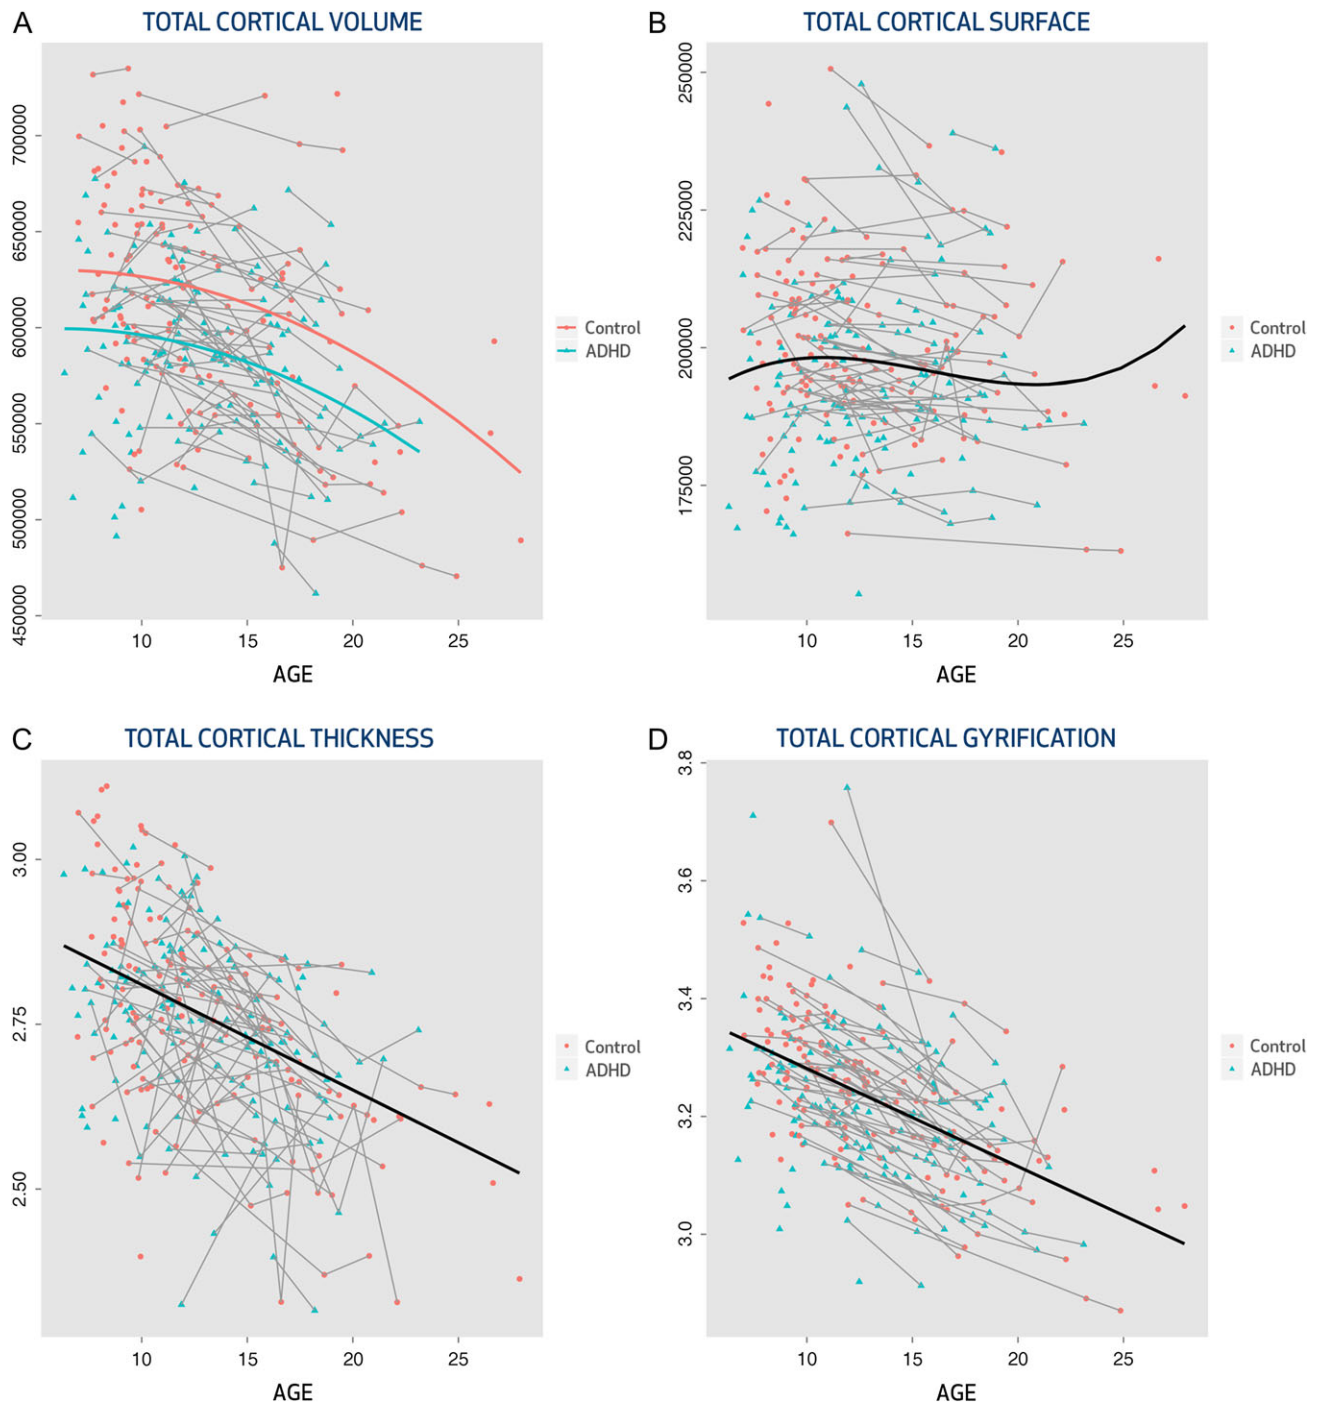 A TOTAL CORTICAL VOLUME
700000
650000
600000
550000
500000
450000
10 15 20 25
AGE
Control
ADHD
B TOTAL CORTICAL SURFACE
250000
225000
200000
175000
10 15 20 25
AGE
Control
ADHD
C TOTAL CORTICAL THICKNESS
3.00
2.75
2.50
10 15 20 25
AGE
Control
ADHD
D TOTAL CORTICAL GYRIFICATION
3.8
3.6
3.4
3.2
3.0
10 15 20 25
AGE
Control
ADHD